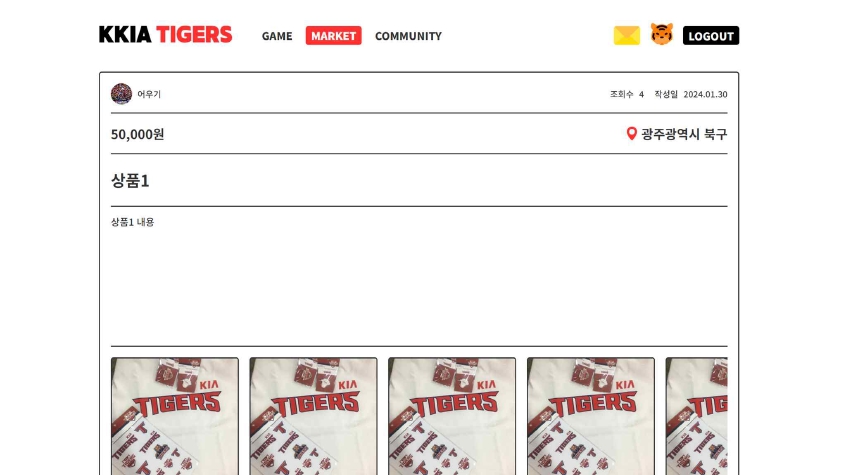 KKIA TIGERS GAME MARKET COMMUNITY LOGOUT
어우기 조회수 4 작성일 2024.01.30
50,000원 광주광역시 북구
상품1
상품1 내용
KIA KIA KIA KIA
TIGERS TIGERS TIGERS TIGERS TIG